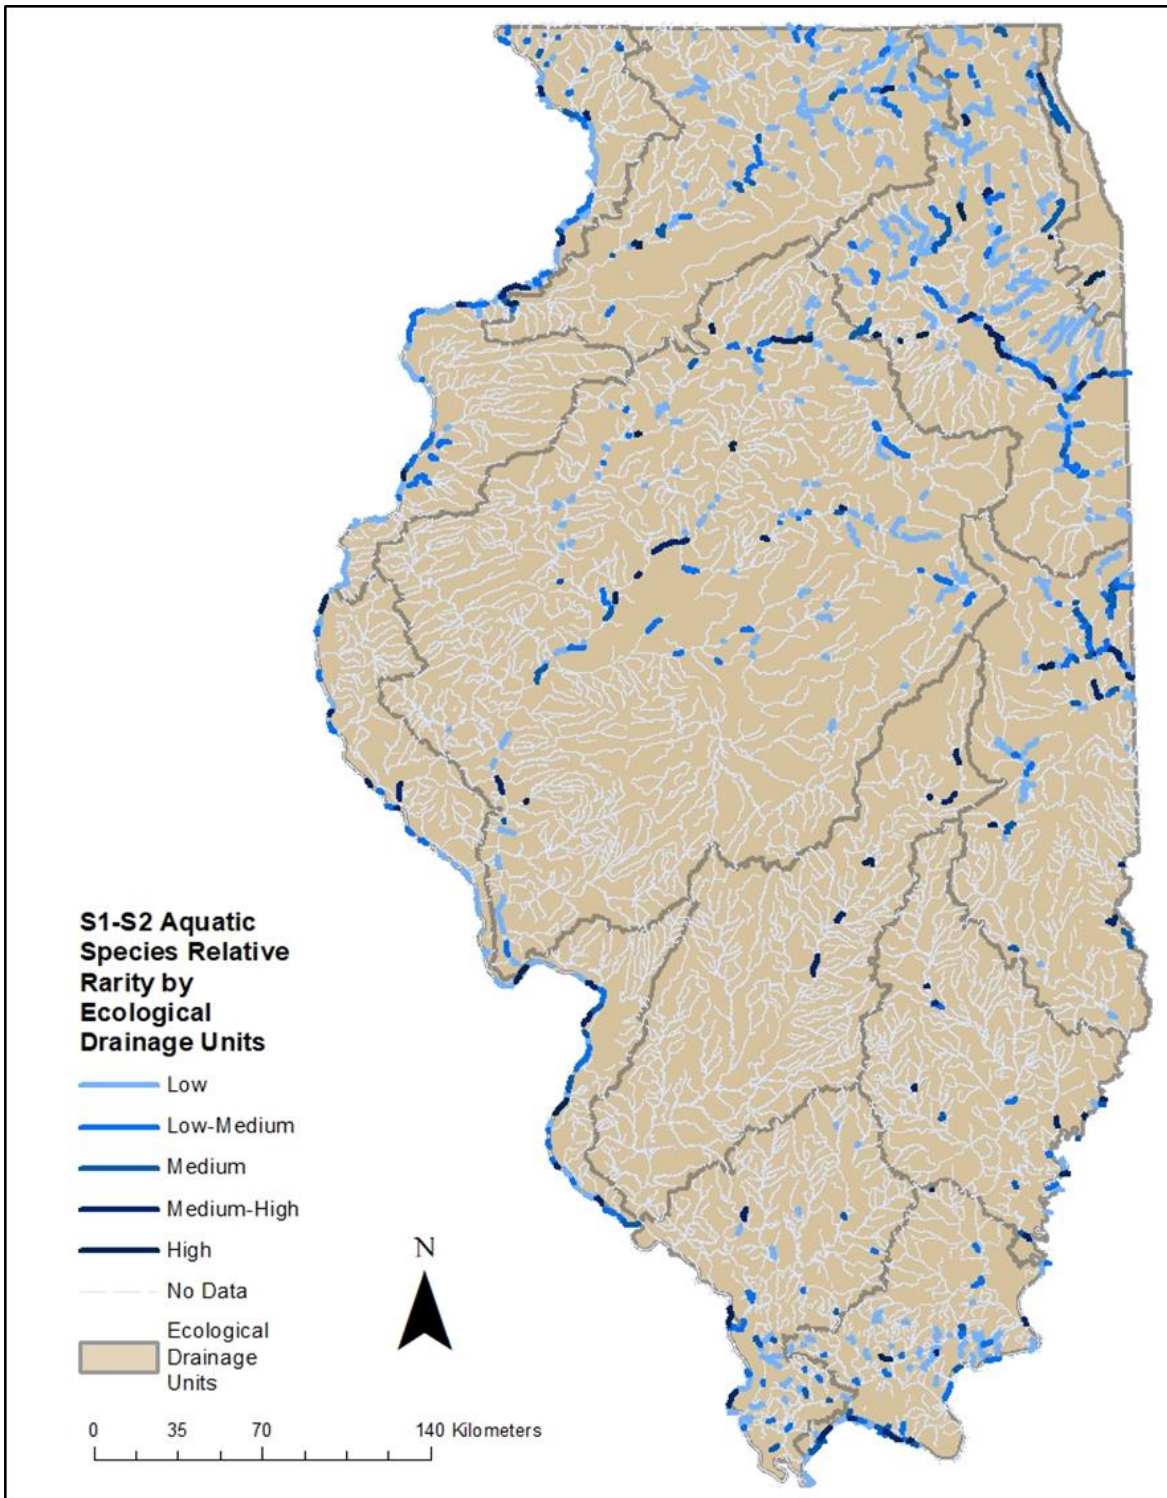 S1-S2 Aquatic
Species Relative
Rarity by
Ecological
Drainage Units
Low
Low-Medium
Medium
Medium-High
High
No Data
Ecological
Drainage
Units
N
0 35 70 140 Kilometers